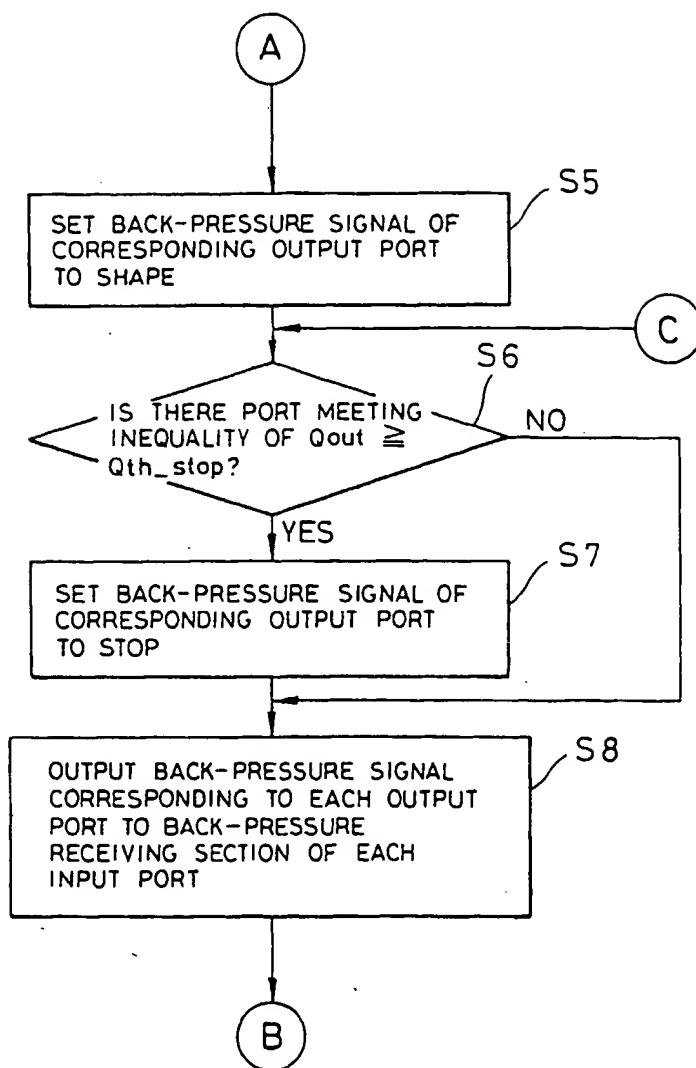 A
S5
SET BACK-PRESSURE SIGNAL OF
CORRESPONDING OUTPUT PORT
TO SHAPE
C
S6
IS THERE PORT MEETING
INEQUALITY OF Qout ≧
Qth_stop?
NO
YES
S7
SET BACK-PRESSURE SIGNAL OF
CORRESPONDING OUTPUT PORT
TO STOP
S8
OUTPUT BACK-PRESSURE SIGNAL
CORRESPONDING TO EACH OUTPUT
PORT TO BACK-PRESSURE
RECEIVING SECTION OF EACH
INPUT PORT
B